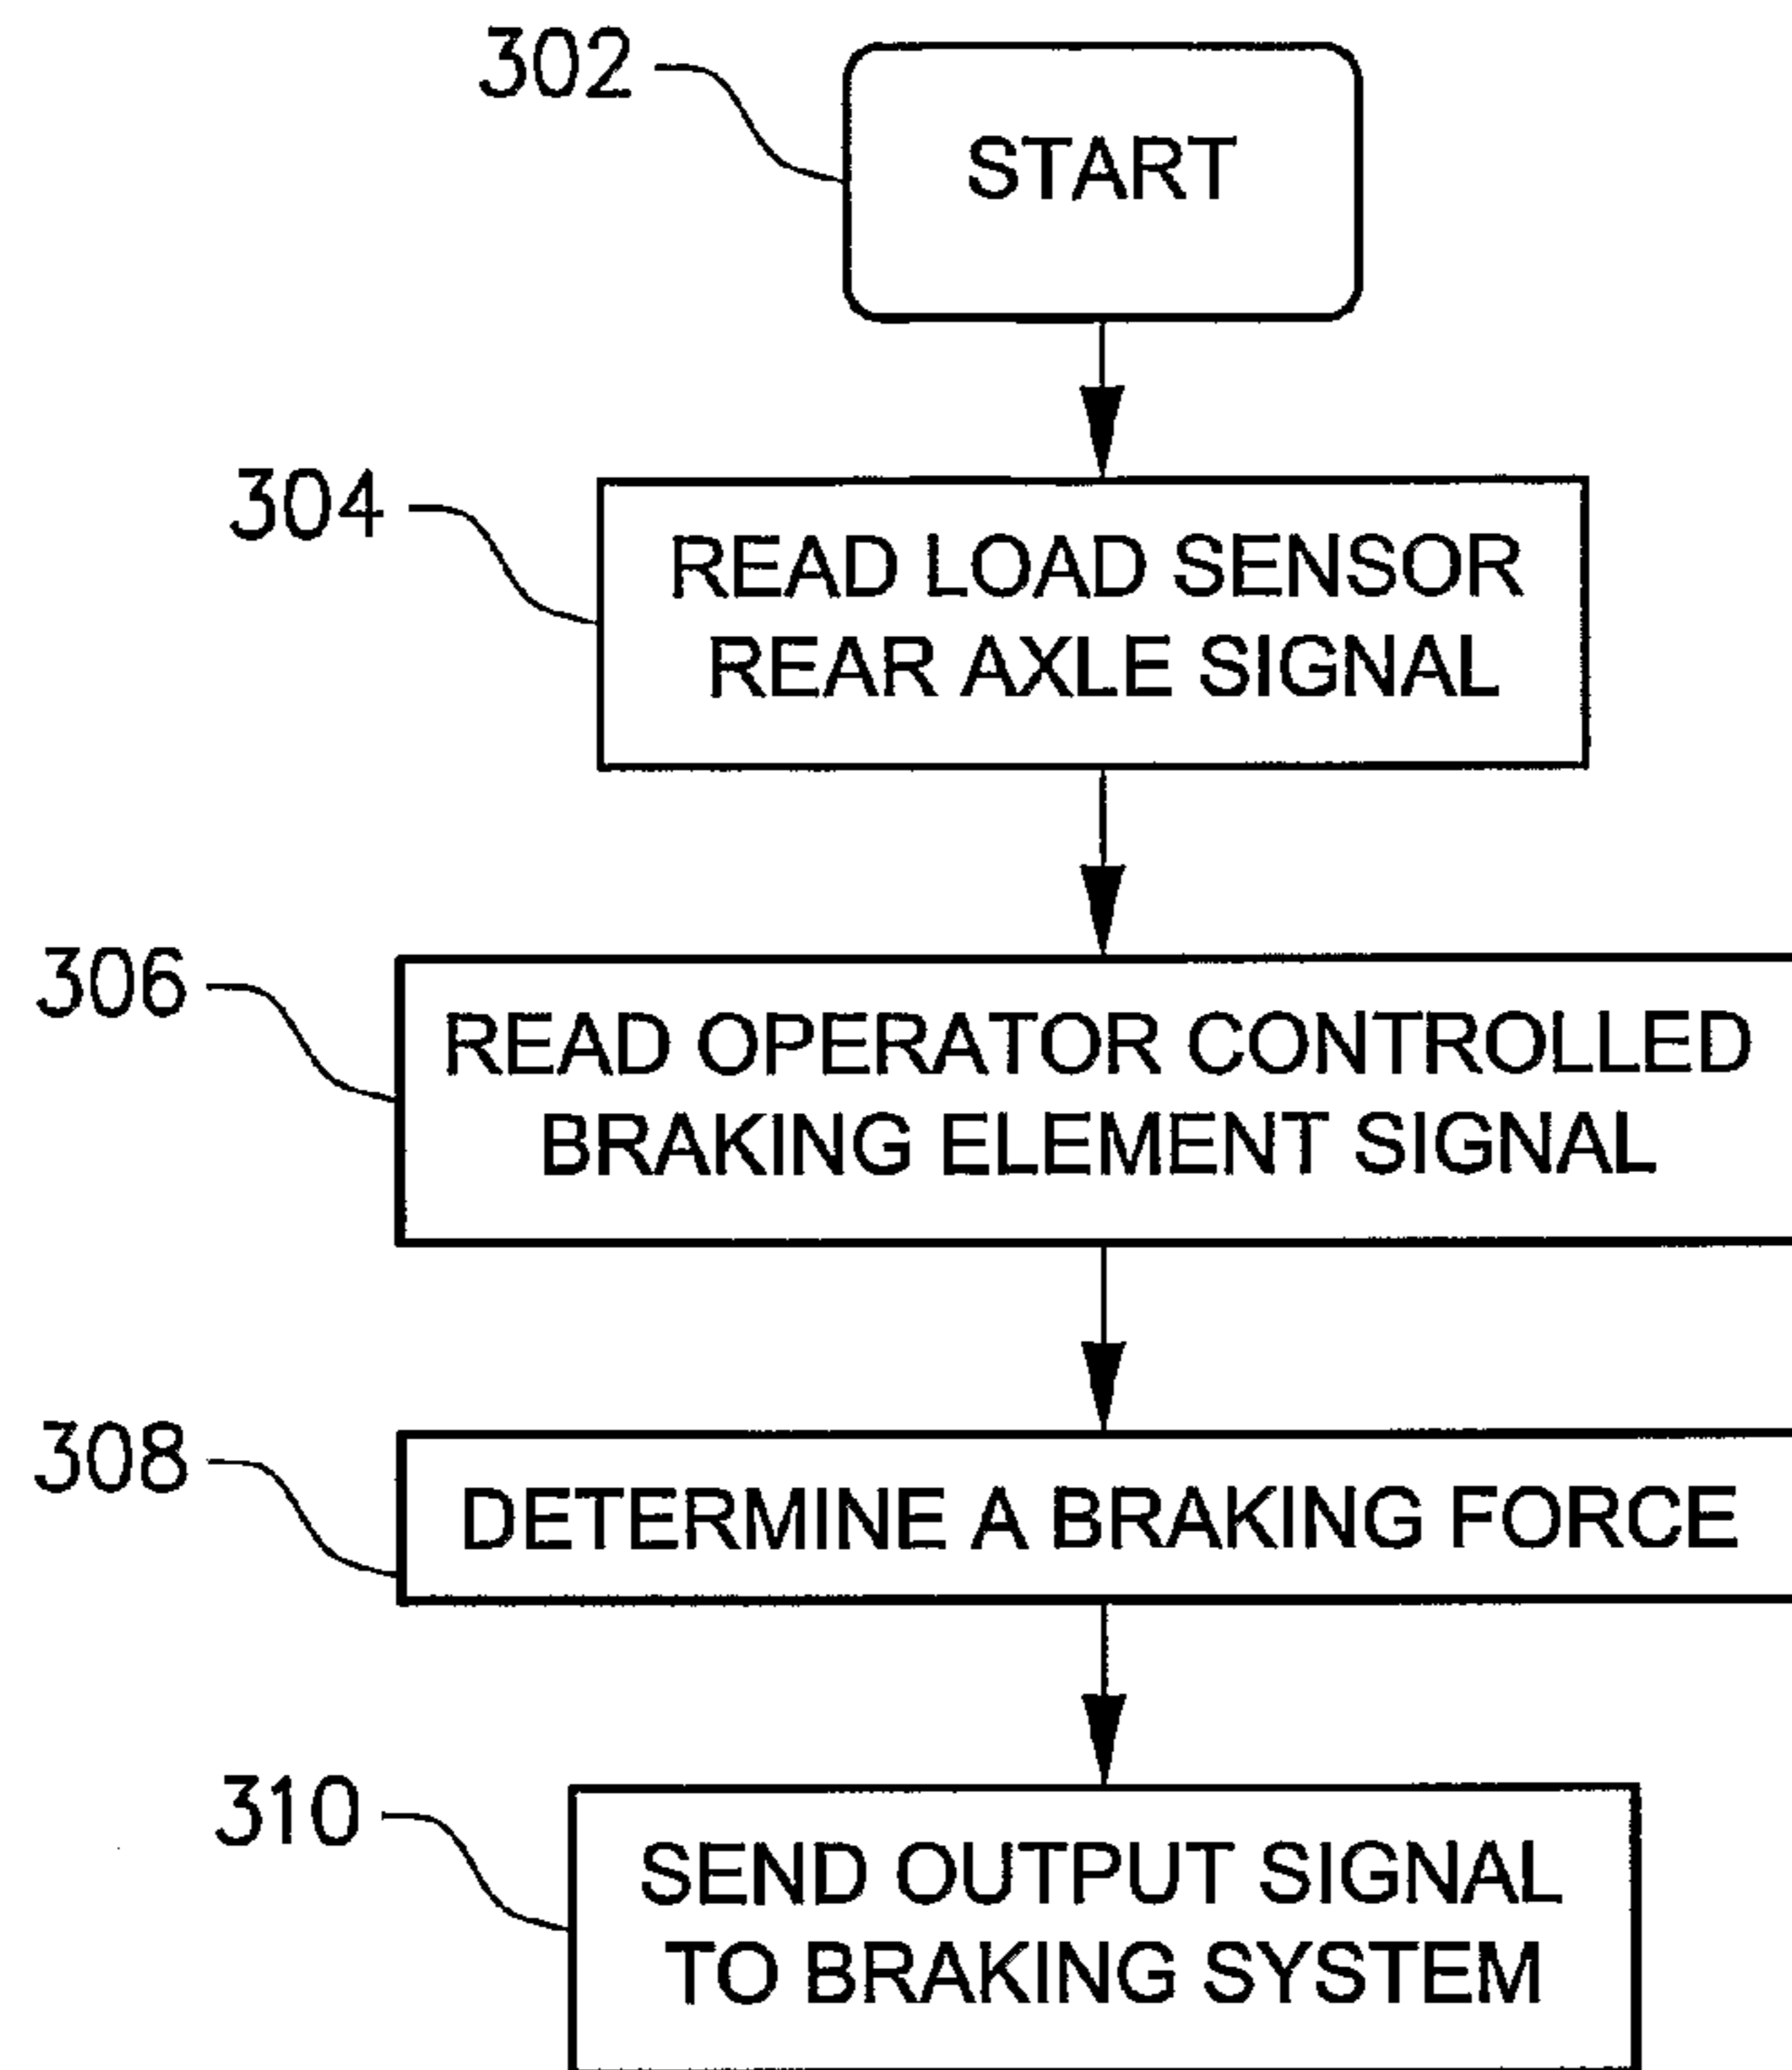 302
START
304
READ LOAD SENSOR
REAR AXLE SIGNAL
306
READ OPERATOR CONTROLLED
BRAKING ELEMENT SIGNAL
308
DETERMINE A BRAKING FORCE
310
SEND OUTPUT SIGNAL
TO BRAKING SYSTEM